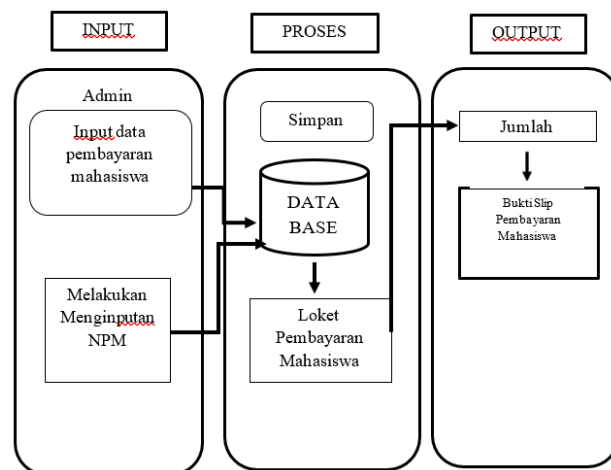 INPUT
PROSES
OUTPUT
Admin
Input data
pembayaran
mahasiswa
Melakukan
Menginputan
NPM
Simpan
DATA
BASE
Loket
Pembayaran
Mahasiswa
Jumlah
Bukti Slip
Pembayaran
Mahasiswa